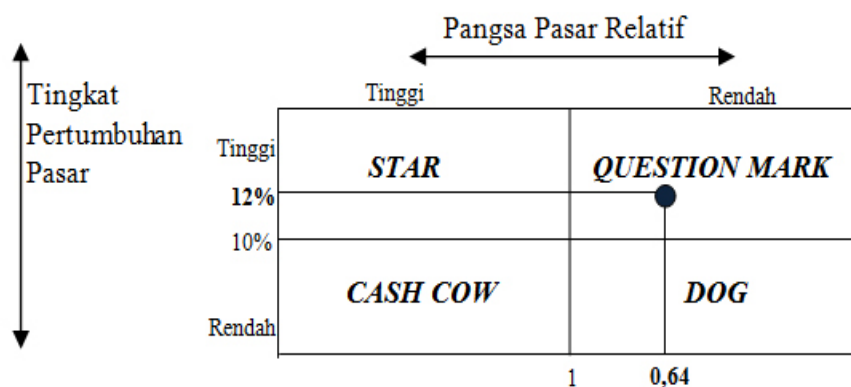 Pangsa Pasar Relatif
Tingkat
Pertumbuhan
Pasar
Tinggi
Rendah
Tinggi
STAR
QUESTION MARK
12%
10%
CASH COW
DOG
Rendah
1
0,64